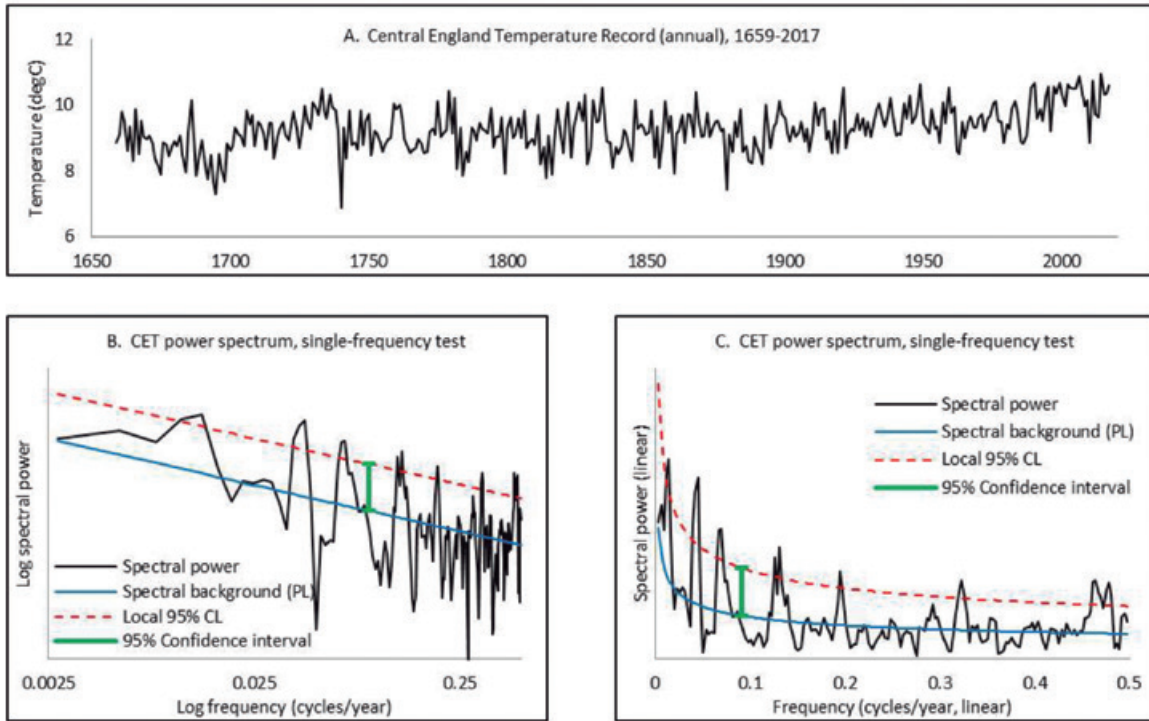 A. Central England Temperature Record (annual), 1659-2017
Temperature (degC)
12
10
8
6
1650 1700 1750 1800 1850 1900 1950 2000
B. CET power spectrum, single-frequency test
Log spectral power
Spectral power
Spectral background (PL)
Local 95% CL
95% Confidence interval
0.0025 0.025 0.25
Log frequency (cycles/year)
C. CET power spectrum, single-frequency test
Spectral power (linear)
Spectral power
Spectral background (PL)
Local 95% CL
95% Confidence interval
0 0.1 0.2 0.3 0.4 0.5
Frequency (cycles/year, linear)